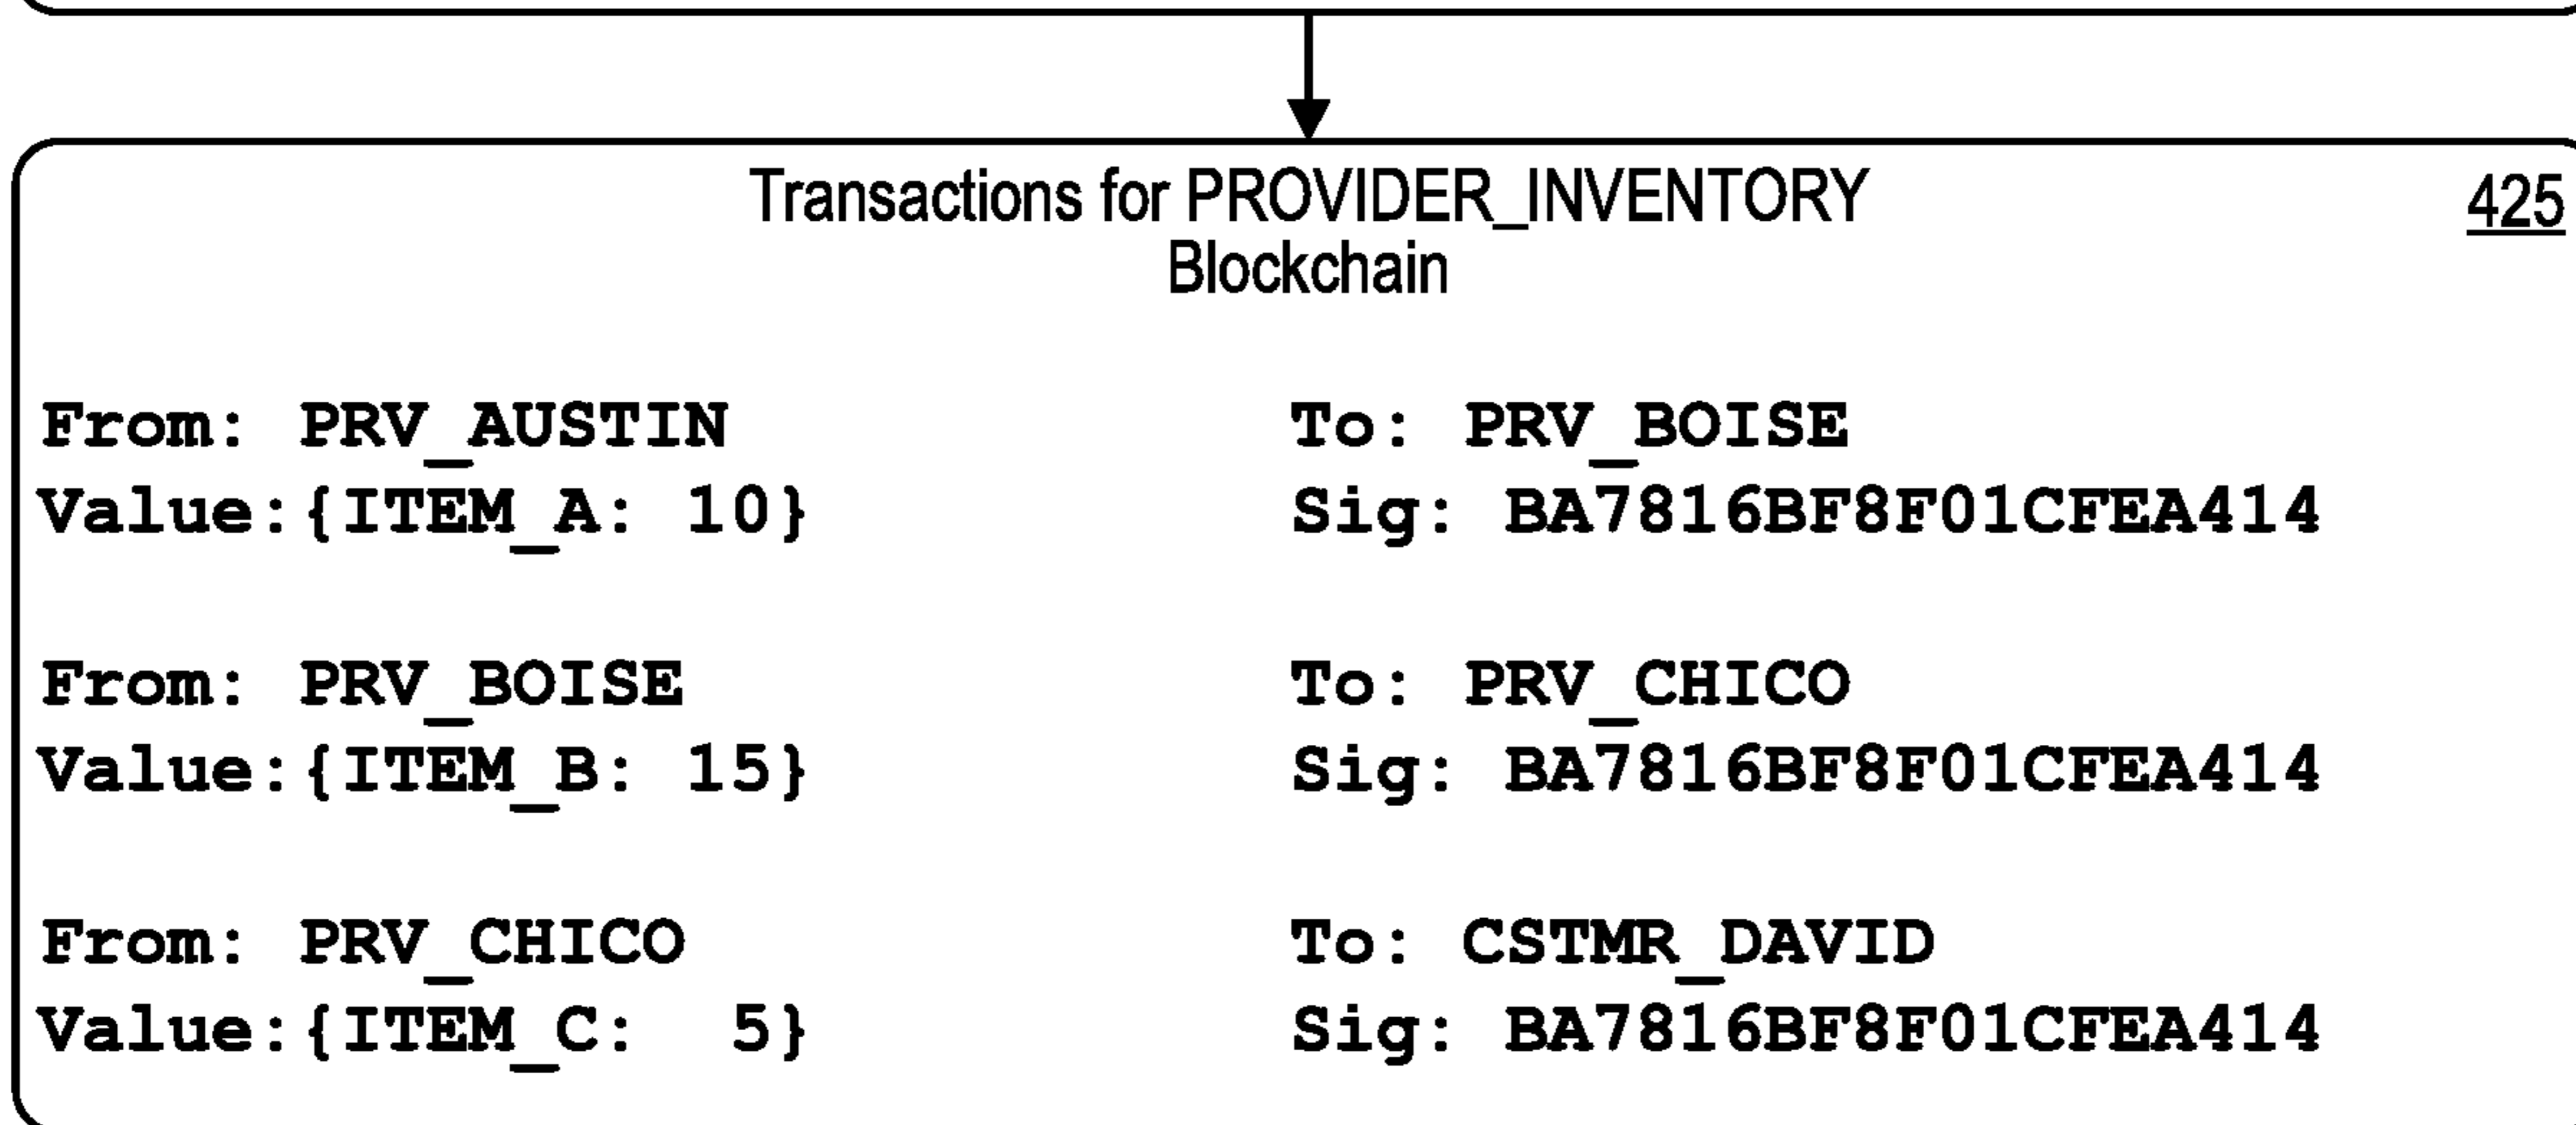 Transactions for PROVIDER_INVENTORY 425
Blockchain
From: PRV_AUSTIN To: PRV_BOISE
Value:{ITEM_A: 10} Sig: BA7816BF8F01CFEA414
From: PRV_BOISE To: PRV_CHICO
Value:{ITEM_B: 15} Sig: BA7816BF8F01CFEA414
From: PRV_CHICO To: CSTMR_DAVID
Value:{ITEM_C:  5} Sig: BA7816BF8F01CFEA414